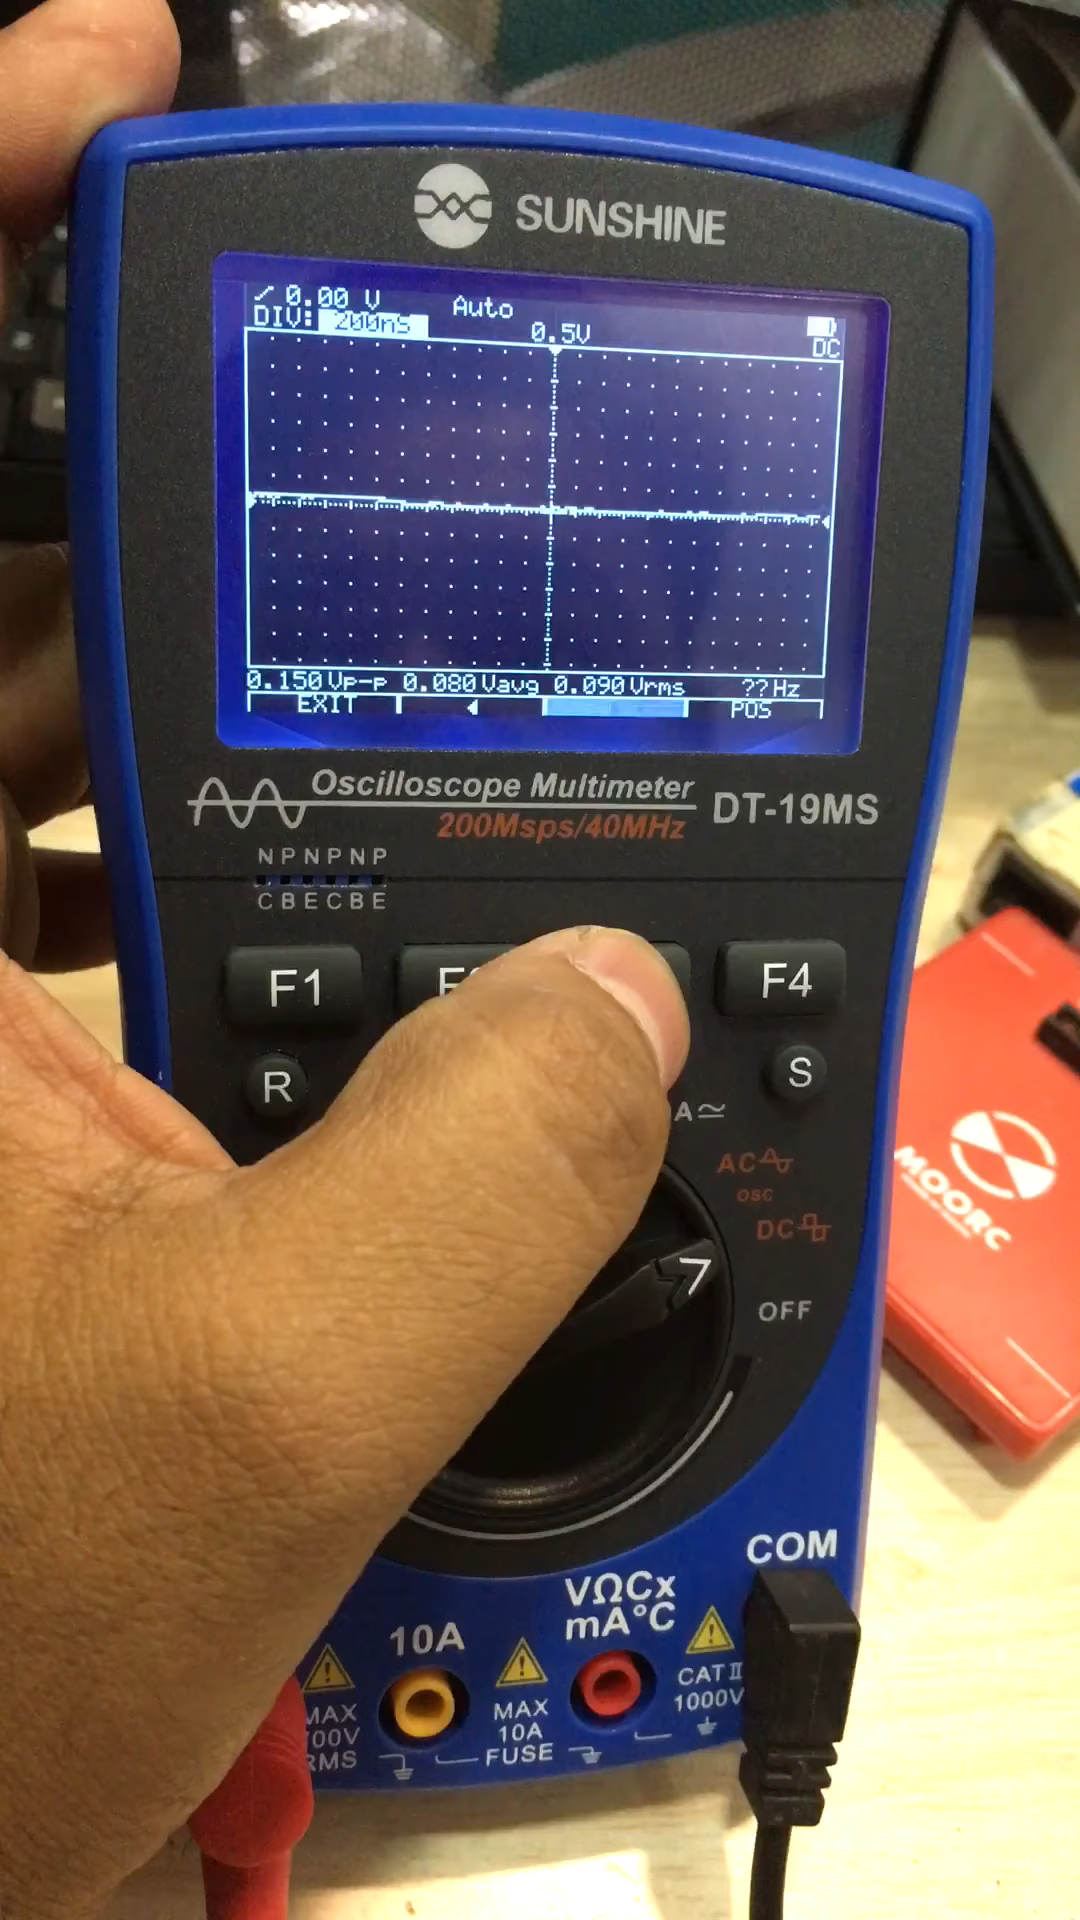 SUNSHINE
0.00 V
Auto
DIV: 200nS
0.5V
DC
0.150Vp-p 0.080Vavg 0.090Vrms ??Hz
EXIT
POS
Oscilloscope Multimeter
DT-19MS
200Msps/40MHz
NPNPNP
CBECBE
F1
F4
R
S
A≂
AC
OSC
DC
OFF
MOORC
COM
VΩCx
mA°C
10A
CAT II
1000V
MAX
10A
FUSE
MAX
00V
RMS